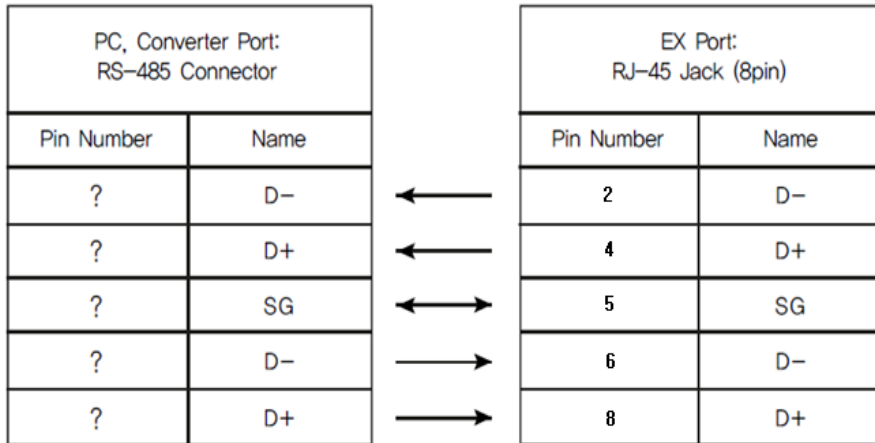 PC, Converter Port:
RS-485 Connector
EX Port:
RJ-45 Jack (8pin)
Pin Number Name Pin Number Name
? D- 2 D-
? D+ 4 D+
? SG 5 SG
? D- 6 D-
? D+ 8 D+